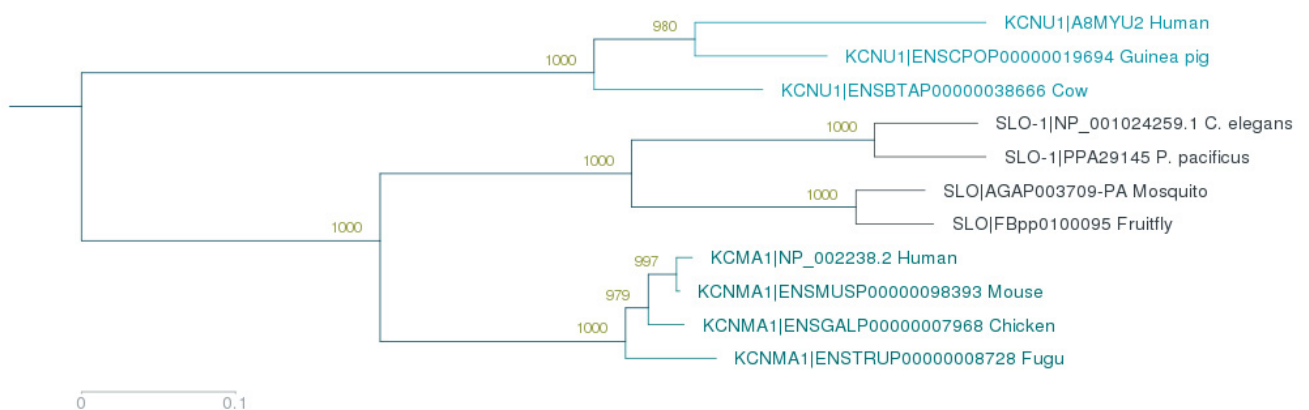 KCNU1|A8MYU2 Human
980
KCNU1|ENSCPOP00000019694 Guinea pig
1000
KCNU1|ENSBTAP00000038666 Cow
SLO-1|NP_001024259.1 C. elegans
1000
SLO-1|PPA29145 P. pacificus
1000
SLO|AGAP003709-PA Mosquito
1000
SLO|FBpp0100095 Fruitfly
1000
KCMA1|NP_002238.2 Human
997
KCNMA1|ENSMUSP00000098393 Mouse
979
KCNMA1|ENSGALP00000007968 Chicken
1000
KCNMA1|ENSTRUP00000008728 Fugu
0 0.1